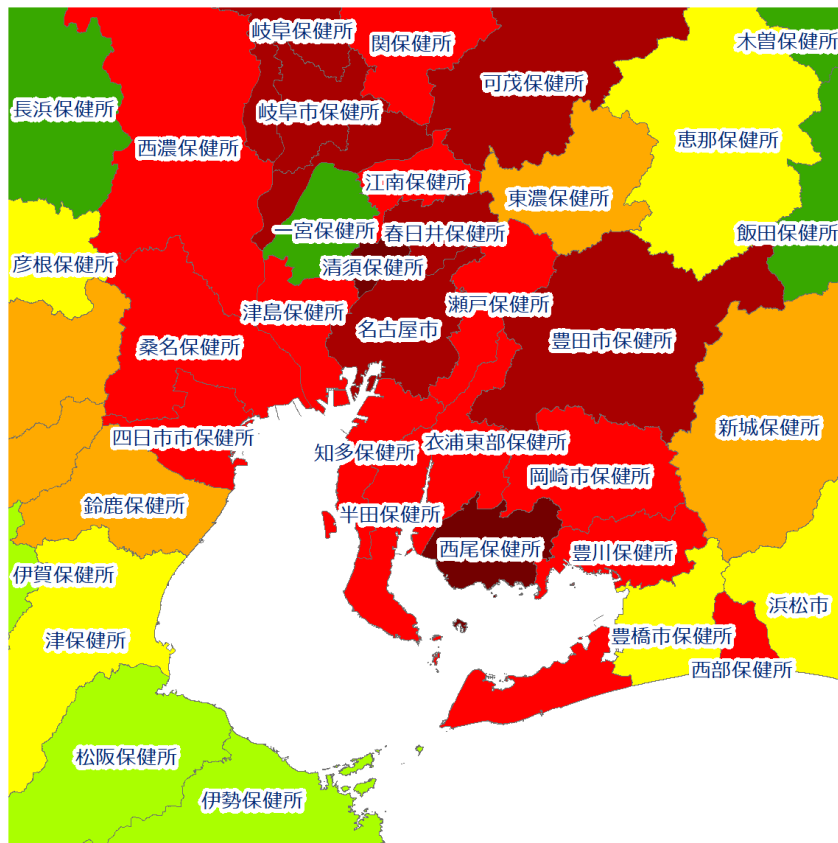 岐阜保健所
関保健所
木曽保健所
可茂保健所
長浜保健所
岐阜市保健所
西濃保健所
恵那保健所
江南保健所
東濃保健所
一宮保健所
春日井保健所
飯田保健所
彦根保健所
清須保健所
瀬戸保健所
津島保健所
名古屋市
豊田市保健所
桑名保健所
新城保健所
四日市市保健所
衣浦東部保健所
知多保健所
岡崎市保健所
鈴鹿保健所
半田保健所
西尾保健所
豊川保健所
伊賀保健所
浜松市
津保健所
豊橋市保健所
西部保健所
松阪保健所
伊勢保健所